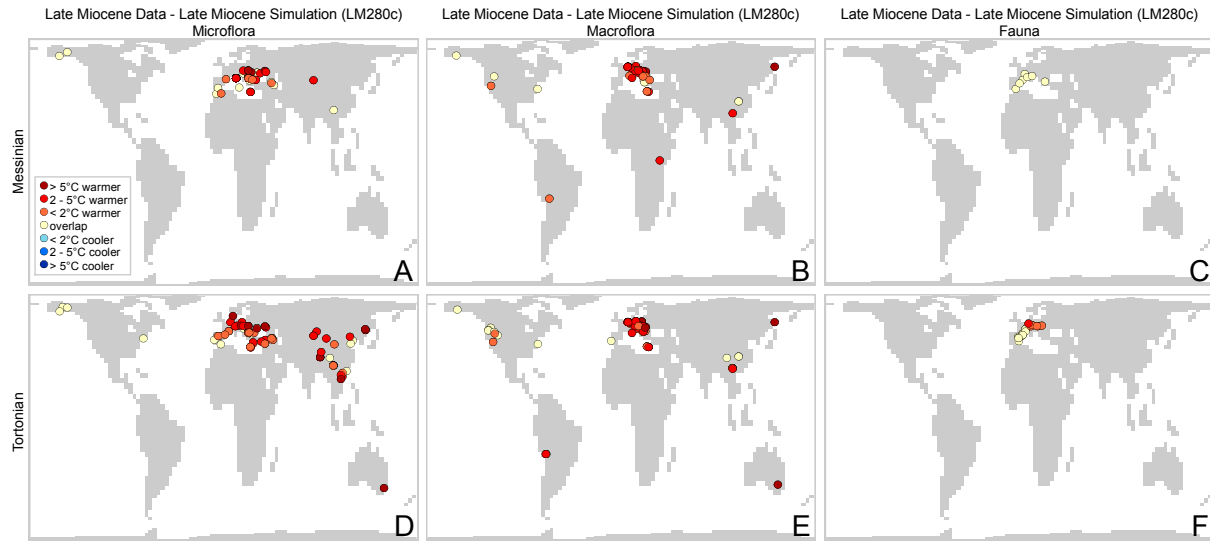 Late Miocene Data - Late Miocene Simulation (LM280c)
Microflora
Late Miocene Data - Late Miocene Simulation (LM280c)
Macroflora
Late Miocene Data - Late Miocene Simulation (LM280c)
Fauna
Messinian
> 5°C warmer
2 - 5°C warmer
< 2°C warmer
overlap
< 2°C cooler
2 - 5°C cooler
> 5°C cooler
A
B
C
Tortonian
D
E
F